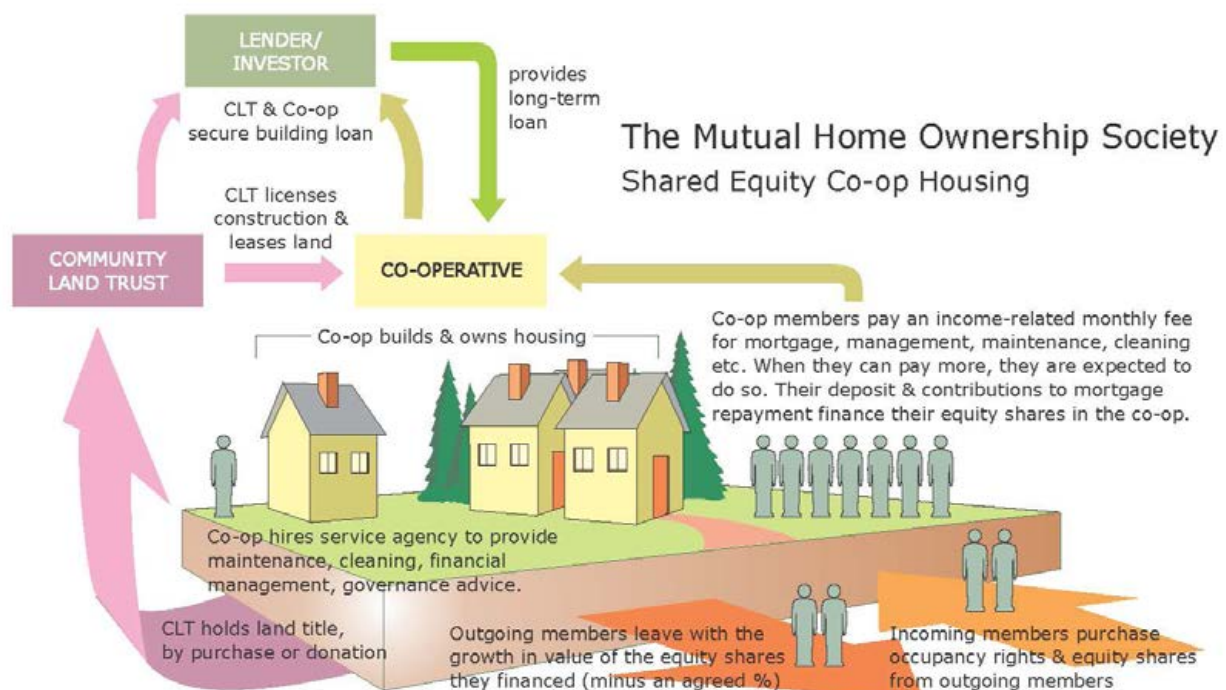 LENDER/
INVESTOR
provides
long-term
loan
CLT & Co-op
secure building loan
The Mutual Home Ownership Society
Shared Equity Co-op Housing
CLT licenses
construction &
leases land
COMMUNITY
LAND TRUST
CO-OPERATIVE
Co-op builds & owns housing
Co-op members pay an income-related monthly fee
for mortgage, management, maintenance, cleaning
etc. When they can pay more, they are expected to
do so. Their deposit & contributions to mortgage
repayment finance their equity shares in the co-op.
Co-op hires service agency to provide
maintenance, cleaning, financial
management, governance advice.
CLT holds land title,
by purchase or donation
Outgoing members leave with the
growth in value of the equity shares
they financed (minus an agreed %)
Incoming members purchase
occupancy rights & equity shares
from outgoing members